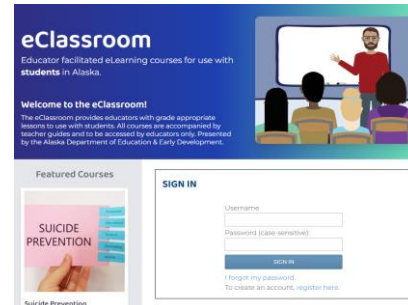 eClassroom
Educator facilitated eLearning courses for use with
students in Alaska.
Welcome to the eClassroom!
The eClassroom provides educators with grade appropriate
lessons to use with students. All courses are accompanied by
teacher guides and to be accessed by educators only. Presented
by the Alaska Department of Education & Early Development.
Featured Courses
SUICIDE
PREVENTION
Suicide Prevention
SIGN IN
Username
Password (case-sensitive):
SIGN IN
I forgot my password.
To create an account, register here.